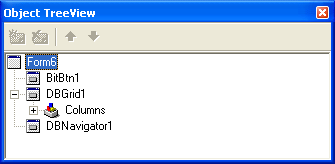 Object TreeView
Form6
BitBtn1
DBGrid1
Columns
DBNavigator1